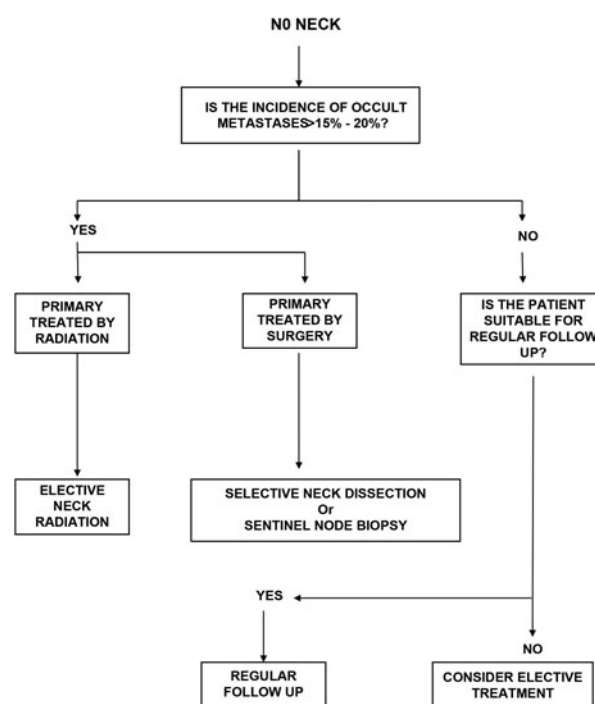 N0 NECK
IS THE INCIDENCE OF OCCULT
METASTASES>15% - 20%?
YES
NO
PRIMARY
TREATED BY
RADIATION
PRIMARY
TREATED BY
SURGERY
IS THE PATIENT
SUITABLE FOR
REGULAR FOLLOW
UP?
ELECTIVE
NECK
RADIATION
SELECTIVE NECK DISSECTION
Or
SENTINEL NODE BIOPSY
YES
NO
REGULAR
FOLLOW UP
CONSIDER ELECTIVE
TREATMENT